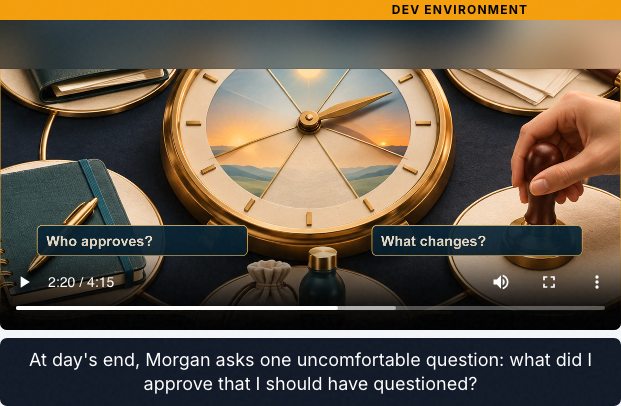 DEV ENVIRONMENT
Who approves?
What changes?
2:20 / 4:15
At day's end, Morgan asks one uncomfortable question: what did I
approve that I should have questioned?